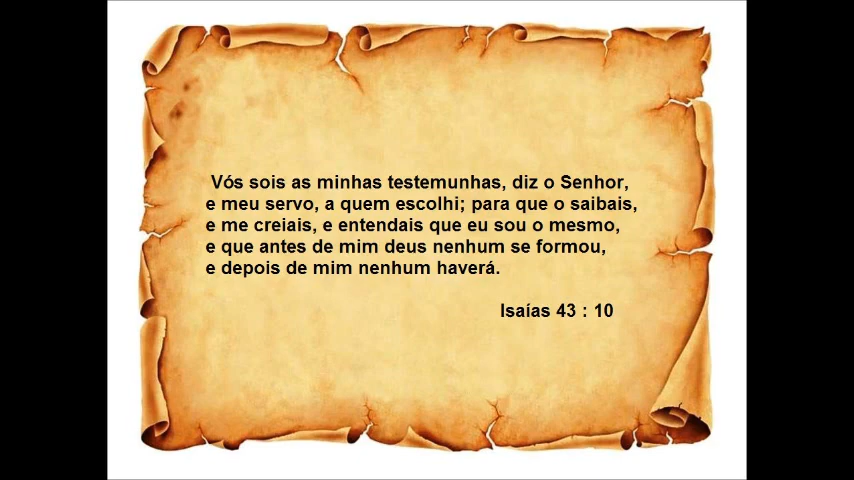 Vós sois as minhas testemunhas, diz o Senhor,
e meu servo, a quem escolhi; para que o saibais,
e me creiais, e entendais que eu sou o mesmo,
e que antes de mim deus nenhum se formou,
e depois de mim nenhum haverá.
Isaías 43 : 10